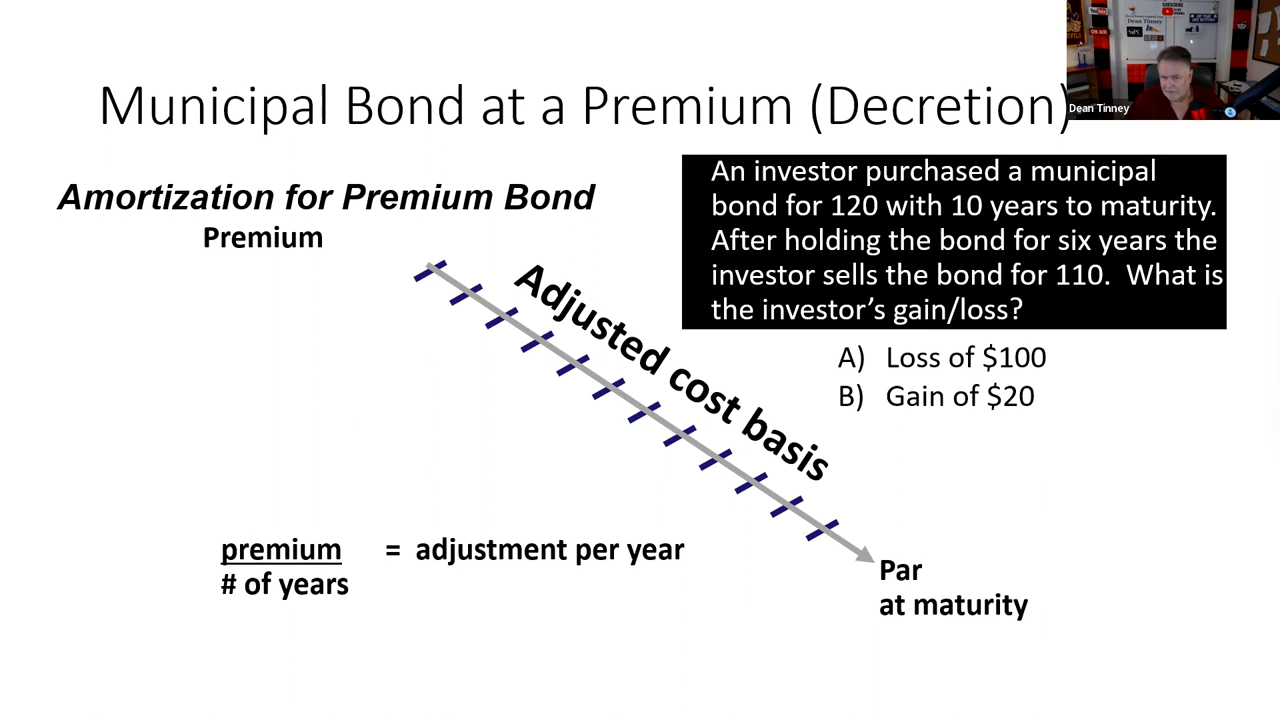 Municipal Bond at a Premium (Decretion)
Dean Tinney
Amortization for Premium Bond
Premium
Adjusted cost basis
An investor purchased a municipal
bond for 120 with 10 years to maturity.
After holding the bond for six years the
investor sells the bond for 110.  What is
the investor's gain/loss?
A) Loss of $100
B) Gain of $20
premium = adjustment per year
# of years
Par
at maturity